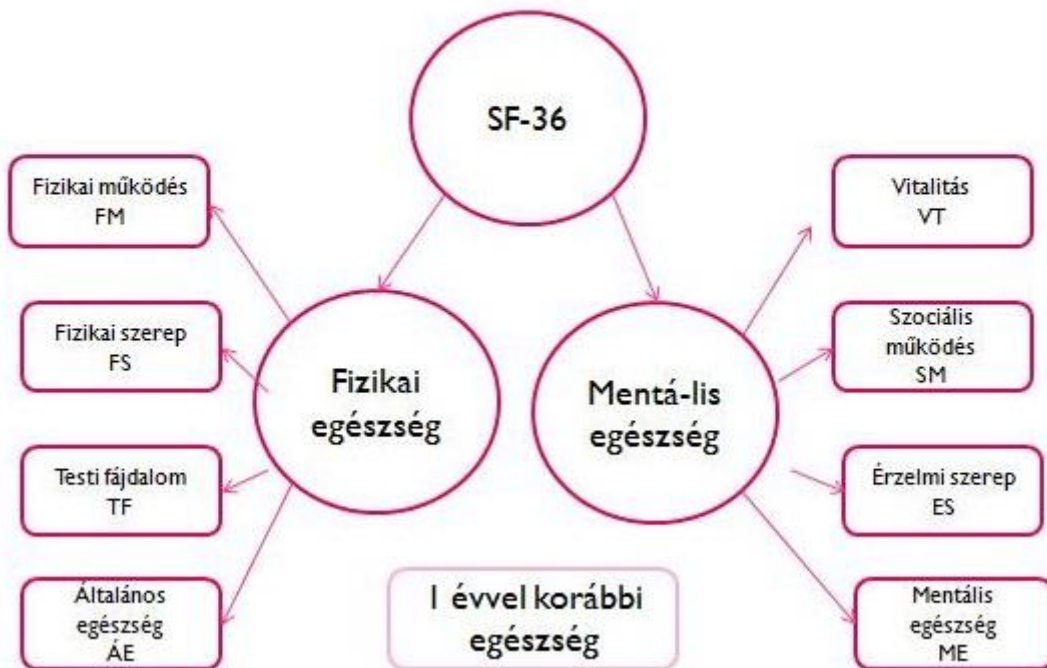 SF-36
Fizikai működés
FM
Fizikai szerep
FS
Testi fájdalom
TF
Általános
egészség
ÁE
Fizikai
egészség
Mentá-lis
egészség
Vitalitás
VT
Szociális
működés
SM
Érzelmi szerep
ES
Mentális
egészség
ME
1 évvel korábbi
egészség